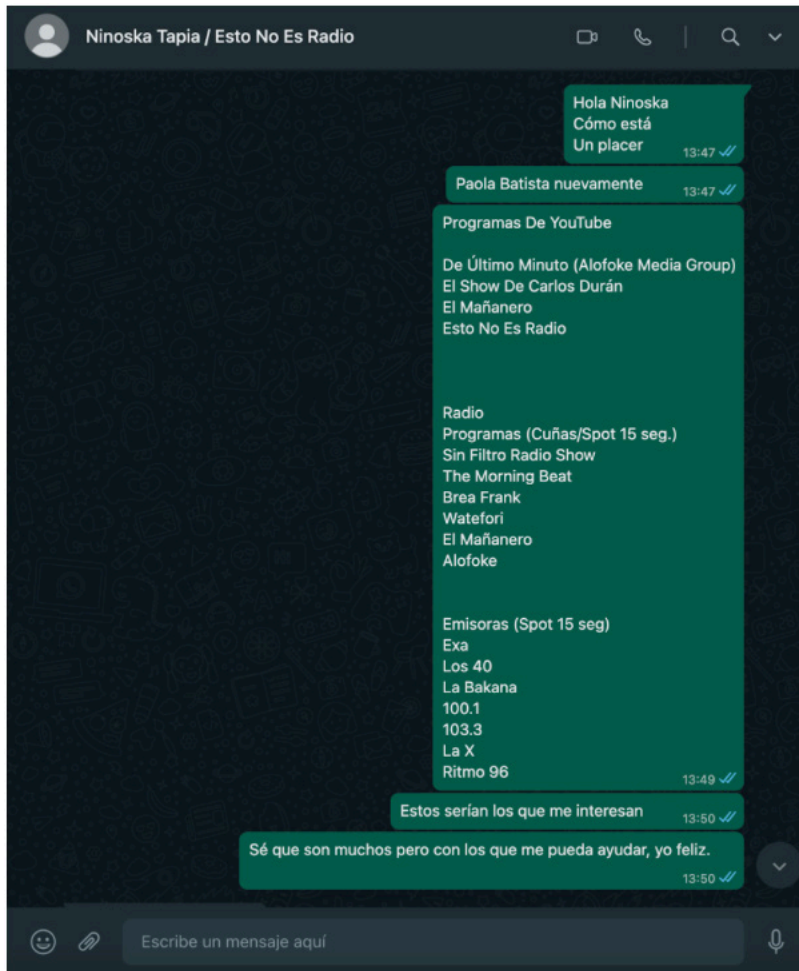 Ninoska Tapia / Esto No Es Radio
Hola Ninoska
Cómo está
Un placer
13:47
Paola Batista nuevamente
13:47
Programas De YouTube
De Último Minuto (Alofoke Media Group)
El Show De Carlos Durán
El Mañanero
Esto No Es Radio
Radio
Programas (Cuñas/Spot 15 seg.)
Sin Filtro Radio Show
The Morning Beat
Brea Frank
Watefori
El Mañanero
Alofoke
Emisoras (Spot 15 seg)
Exa
Los 40
La Bakana
100.1
103.3
La X
Ritmo 96
13:49
Estos serían los que me interesan
13:50
Sé que son muchos pero con los que me pueda ayudar, yo feliz.
13:50
Escribe un mensaje aquí